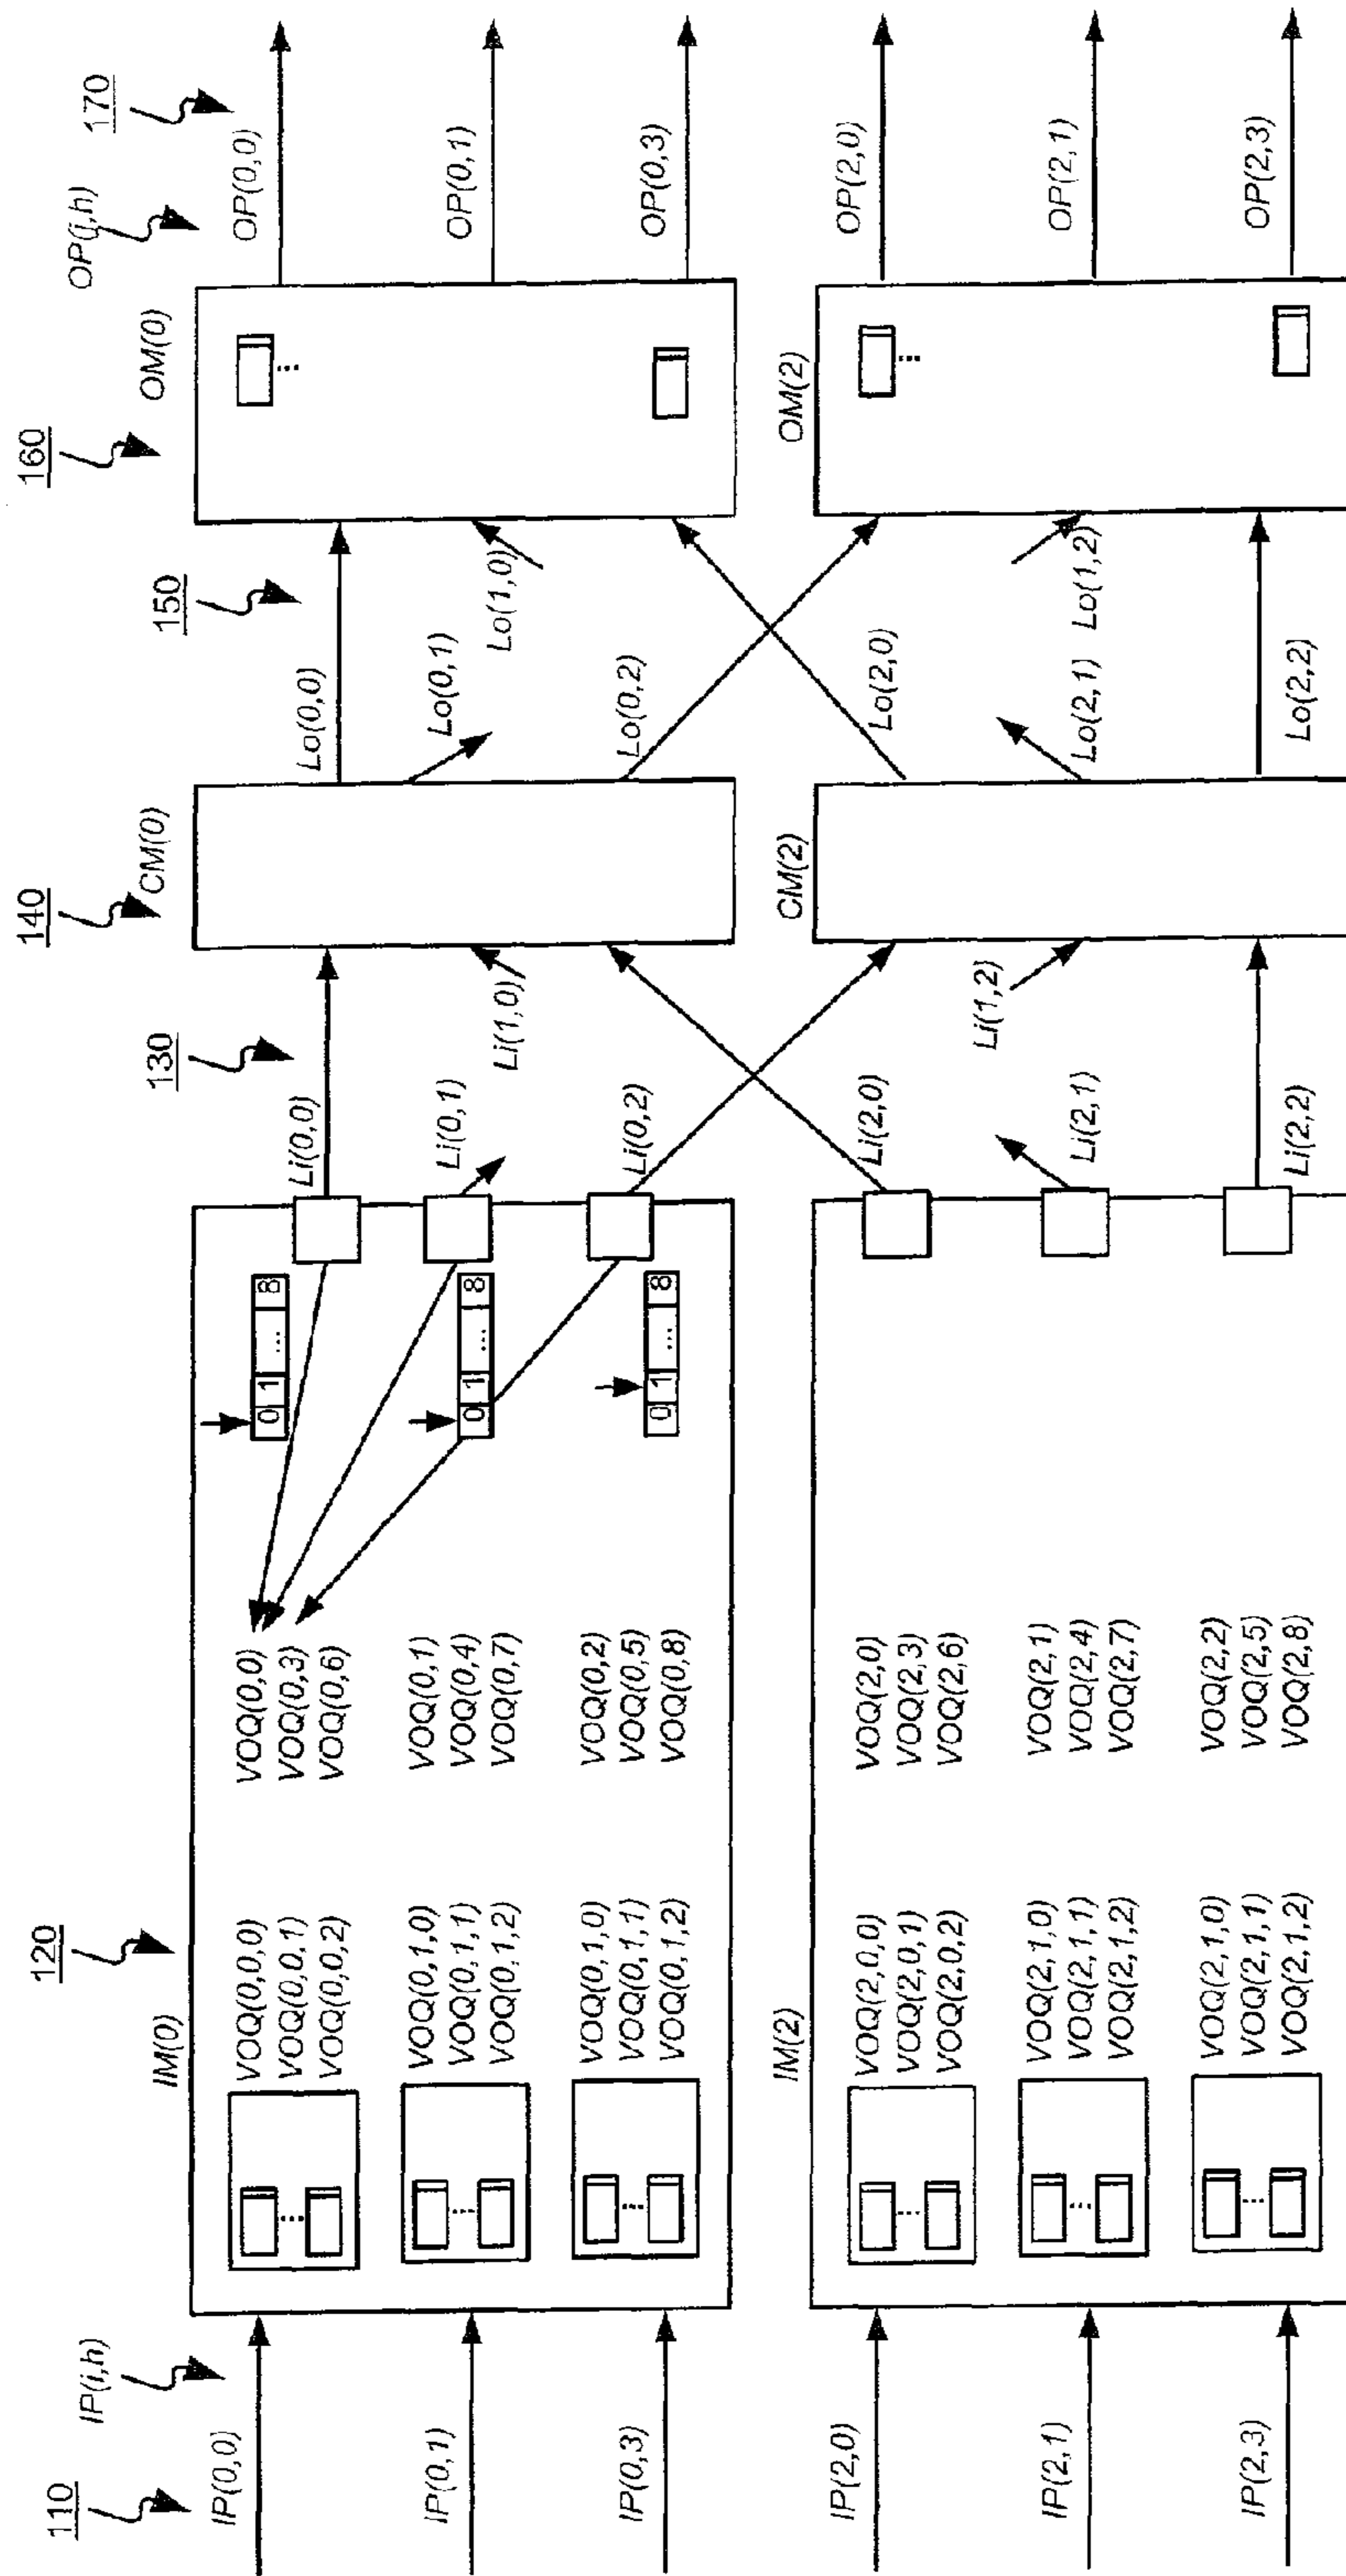 110
IP(i,h)
120
130
140
150
160
OP(j,h)
170
IM(0)
CM(0)
OM(0)
IP(0,0)
IP(0,1)
IP(0,3)
VOQ(0,0,0)
VOQ(0,0,1)
VOQ(0,0,2)
VOQ(0,1,0)
VOQ(0,1,1)
VOQ(0,1,2)
VOQ(0,1,0)
VOQ(0,1,1)
VOQ(0,1,2)
VOQ(0,0)
VOQ(0,3)
VOQ(0,6)
VOQ(0,1)
VOQ(0,4)
VOQ(0,7)
VOQ(0,2)
VOQ(0,5)
VOQ(0,8)
0 1 ... 8
0 1 ... 8
0 1 ... 8
Li(0,0)
Li(0,1)
Li(0,2)
Li(1,0)
Lo(0,0)
Lo(0,1)
Lo(0,2)
Lo(1,0)
OP(0,0)
OP(0,1)
OP(0,3)
IM(2)
CM(2)
OM(2)
IP(2,0)
IP(2,1)
IP(2,3)
VOQ(2,0,0)
VOQ(2,0,1)
VOQ(2,0,2)
VOQ(2,1,0)
VOQ(2,1,1)
VOQ(2,1,2)
VOQ(2,1,0)
VOQ(2,1,1)
VOQ(2,1,2)
VOQ(2,0)
VOQ(2,3)
VOQ(2,6)
VOQ(2,1)
VOQ(2,4)
VOQ(2,7)
VOQ(2,2)
VOQ(2,5)
VOQ(2,8)
Li(2,0)
Li(2,1)
Li(2,2)
Li(1,2)
Lo(2,0)
Lo(2,1)
Lo(2,2)
Lo(1,2)
OP(2,0)
OP(2,1)
OP(2,3)